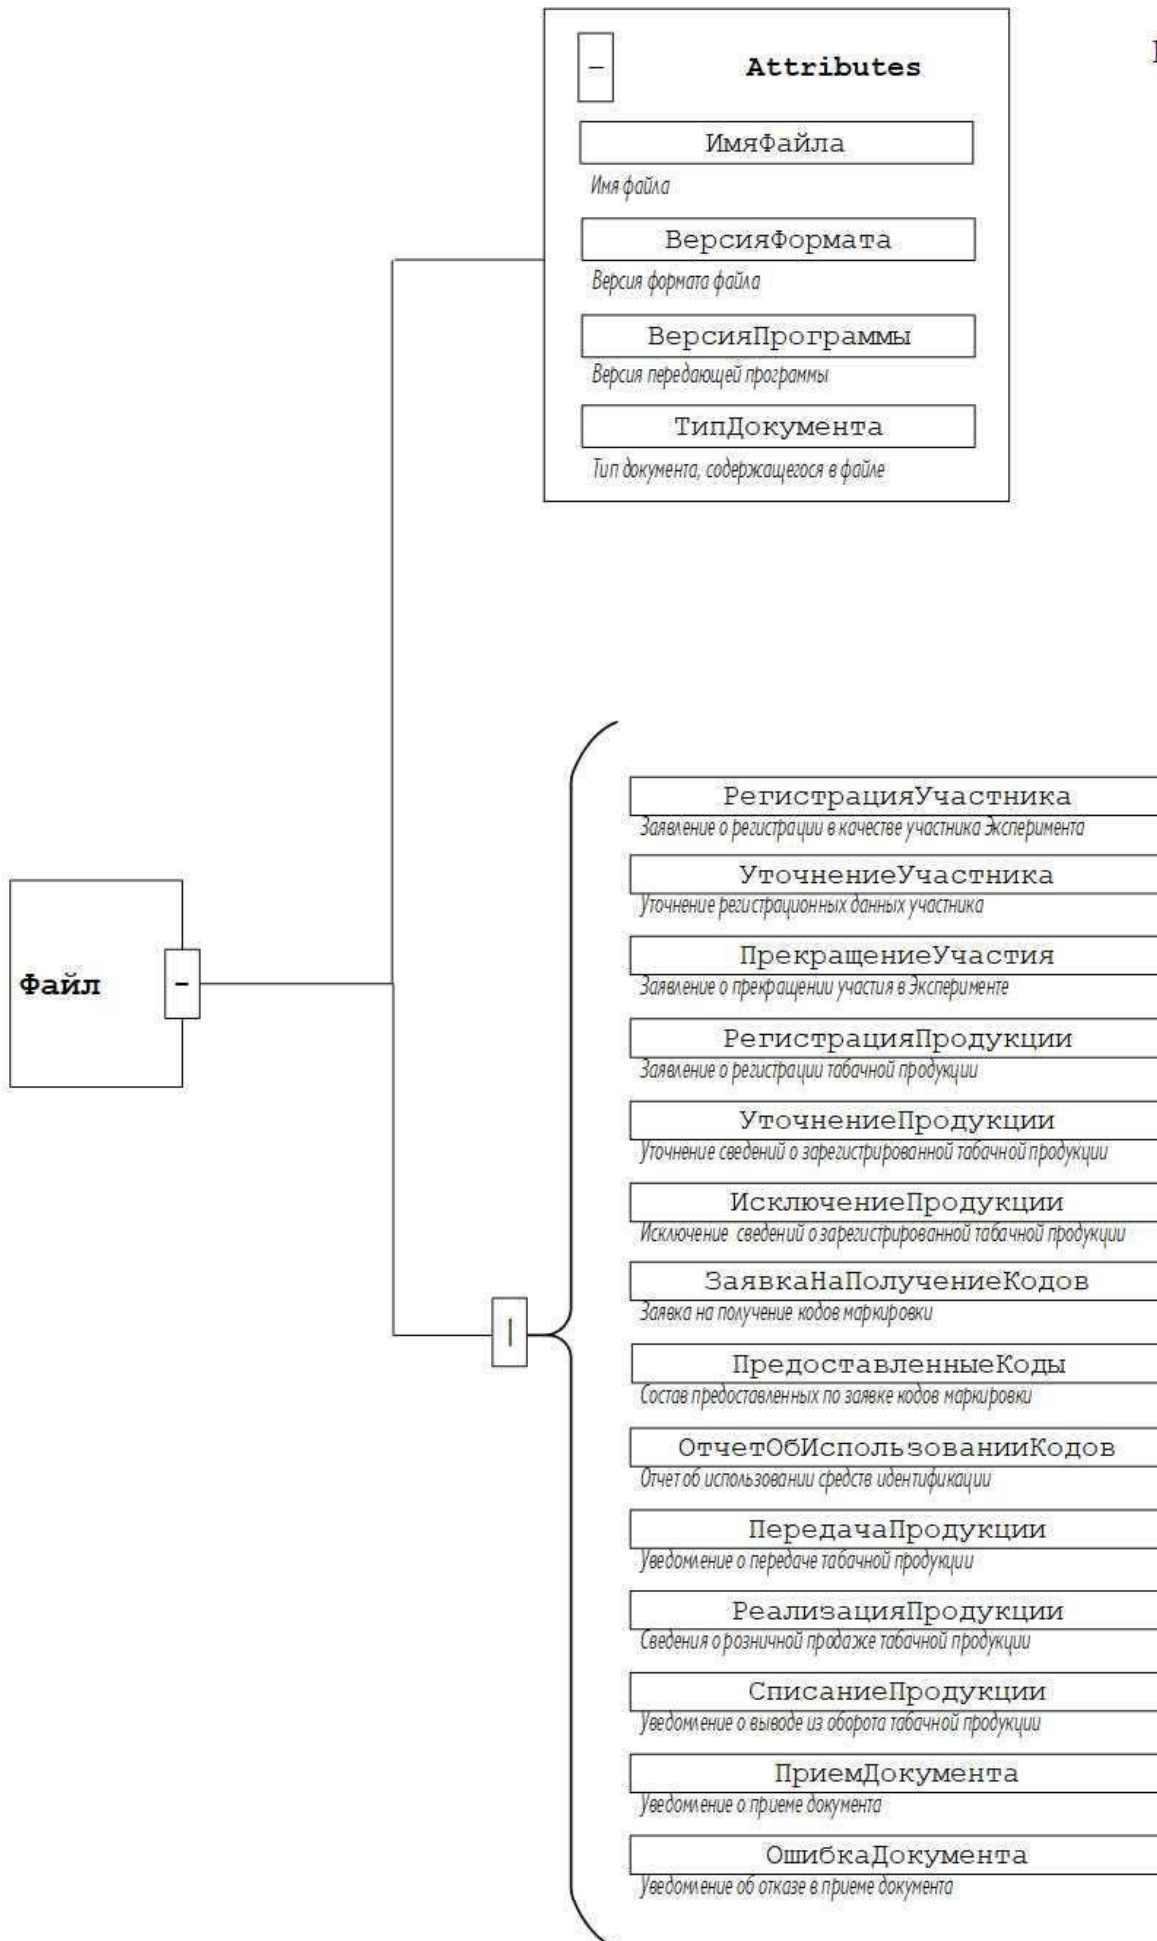 Attributes
ИмяФайла
Имя файла
ВерсияФормата
Версия формата файла
ВерсияПрограммы
Версия передающей программы
ТипДокумента
Тип документа, содержащегося в файле
Файл
РегистрацияУчастника
Заявление о регистрации в качестве участника Эксперимента
УточнениеУчастника
Уточнение регистрационных данных участника
ПрекращениеУчастия
Заявление о прекращении участия в Эксперименте
РегистрацияПродукции
Заявление о регистрации табачной продукции
УточнениеПродукции
Уточнение сведений о зарегистрированной табачной продукции
ИсключениеПродукции
Исключение сведений о зарегистрированной табачной продукции
ЗаявкаНаПолучениеКодов
Заявка на получение кодов маркировки
ПредоставленныеКоды
Состав предоставленных по заявке кодов маркировки
ОтчетОбИспользованииКодов
Отчет об использовании средств идентификации
ПередачаПродукции
Уведомление о передаче табачной продукции
РеализацияПродукции
Сведения о розничной продаже табачной продукции
СписаниеПродукции
Уведомление о выводе из оборота табачной продукции
ПриемДокумента
Уведомление о приеме документа
ОшибкаДокумента
Уведомление об отказе в приеме документа